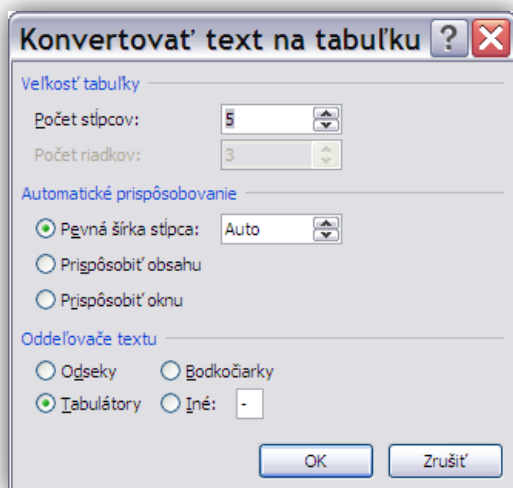 Konvertovať text na tabuľku
Veľkosť tabuľky
Počet stĺpcov: 5
Počet riadkov: 3
Automatické prispôsobovanie
Pevná šírka stĺpca: Auto
Prispôsobiť obsahu
Prispôsobiť oknu
Oddeľovače textu
Odseky Bodkočiarky
Tabulátory Iné: -
OK Zrušiť